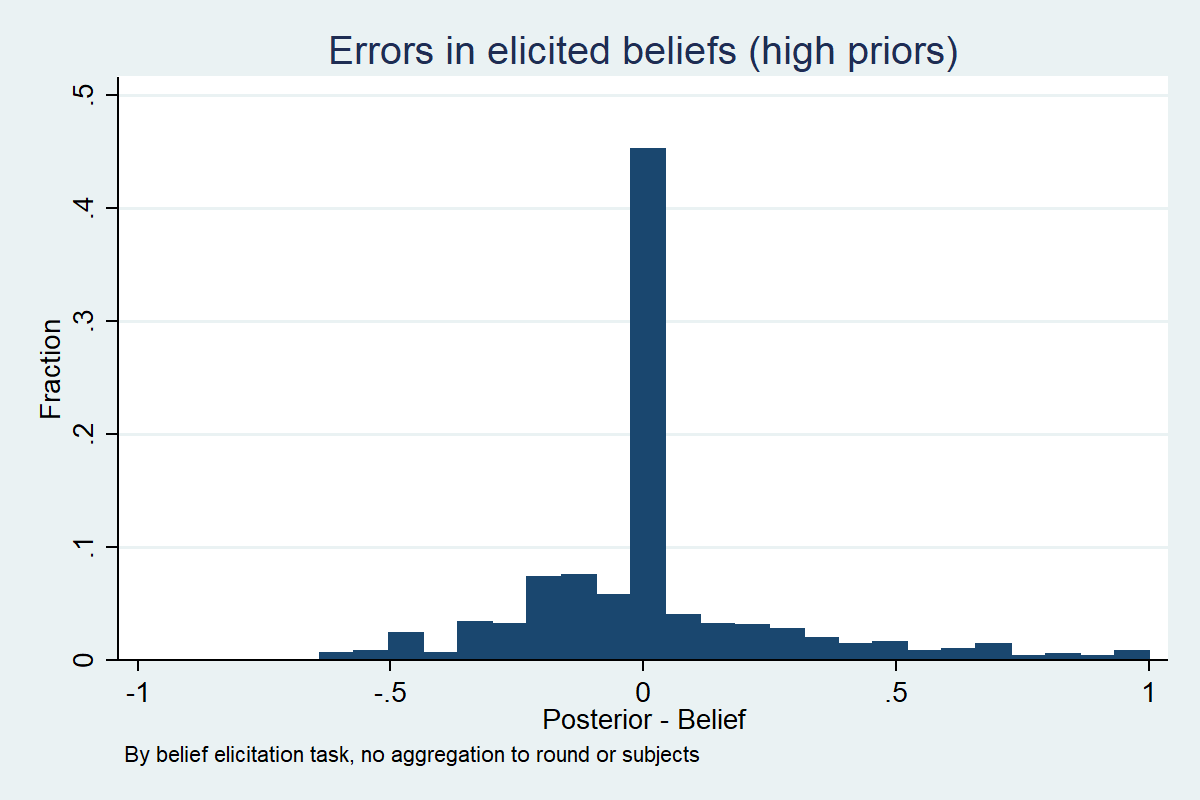 Errors in elicited beliefs (high priors)
.5
.4
.3
.2
.1
0
Fraction
-1
-.5
0
.5
1
Posterior - Belief
By belief elicitation task, no aggregation to round or subjects